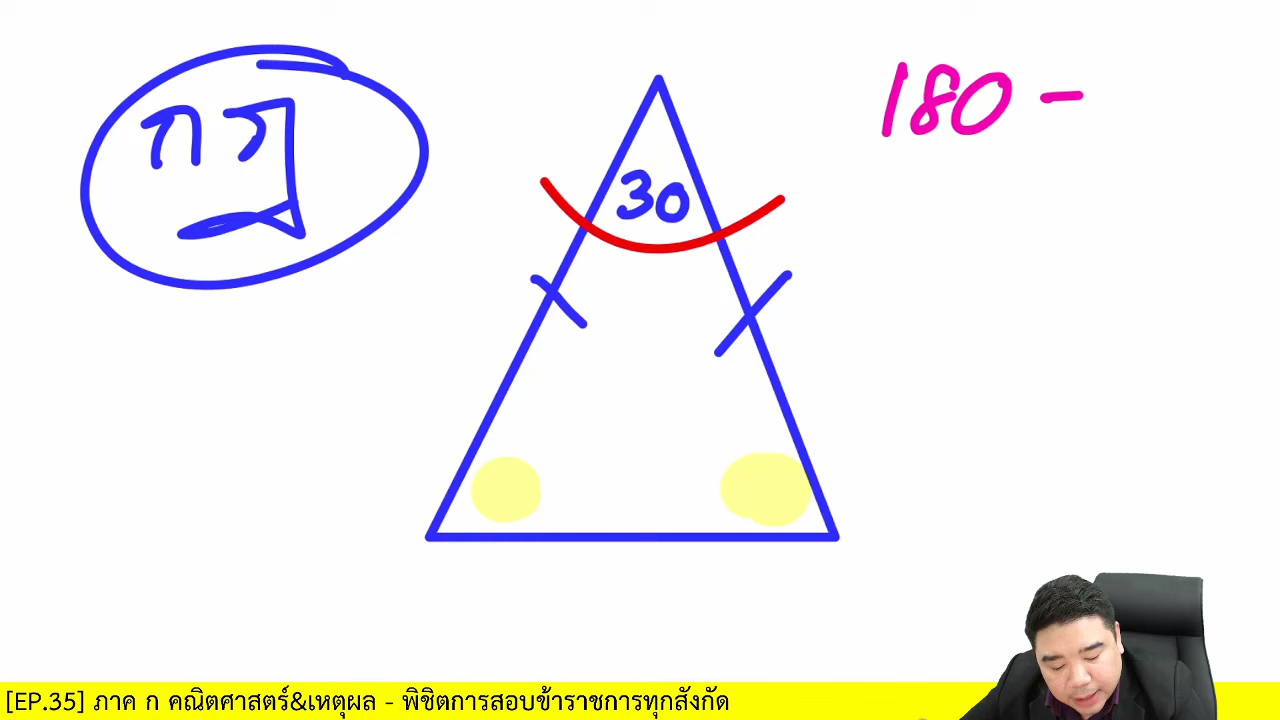 กฎ
180 -
30
[EP.35] ภาค ก คณิตศาสตร์&เหตุผล - พิชิตการสอบข้าราชการทุกสังกัด